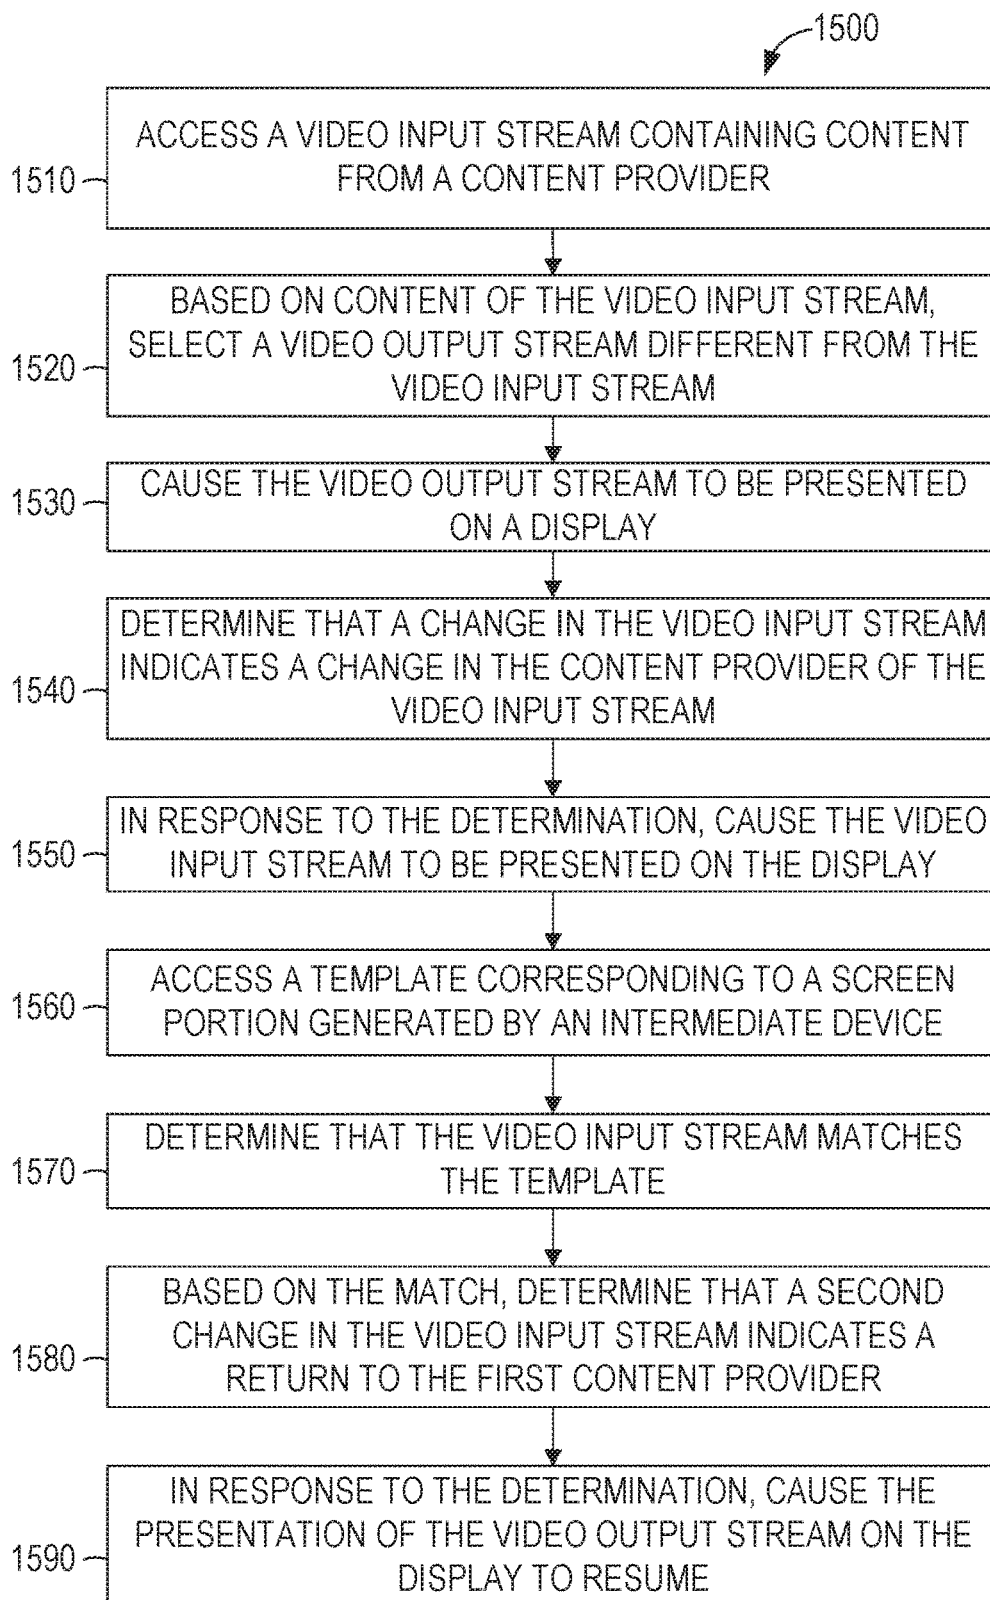 1500
ACCESS A VIDEO INPUT STREAM CONTAINING CONTENT
FROM A CONTENT PROVIDER
1510
BASED ON CONTENT OF THE VIDEO INPUT STREAM,
SELECT A VIDEO OUTPUT STREAM DIFFERENT FROM THE
VIDEO INPUT STREAM
1520
CAUSE THE VIDEO OUTPUT STREAM TO BE PRESENTED
ON A DISPLAY
1530
DETERMINE THAT A CHANGE IN THE VIDEO INPUT STREAM
INDICATES A CHANGE IN THE CONTENT PROVIDER OF THE
VIDEO INPUT STREAM
1540
IN RESPONSE TO THE DETERMINATION, CAUSE THE VIDEO
INPUT STREAM TO BE PRESENTED ON THE DISPLAY
1550
ACCESS A TEMPLATE CORRESPONDING TO A SCREEN
PORTION GENERATED BY AN INTERMEDIATE DEVICE
1560
DETERMINE THAT THE VIDEO INPUT STREAM MATCHES
THE TEMPLATE
1570
BASED ON THE MATCH, DETERMINE THAT A SECOND
CHANGE IN THE VIDEO INPUT STREAM INDICATES A
RETURN TO THE FIRST CONTENT PROVIDER
1580
IN RESPONSE TO THE DETERMINATION, CAUSE THE
PRESENTATION OF THE VIDEO OUTPUT STREAM ON THE
DISPLAY TO RESUME
1590